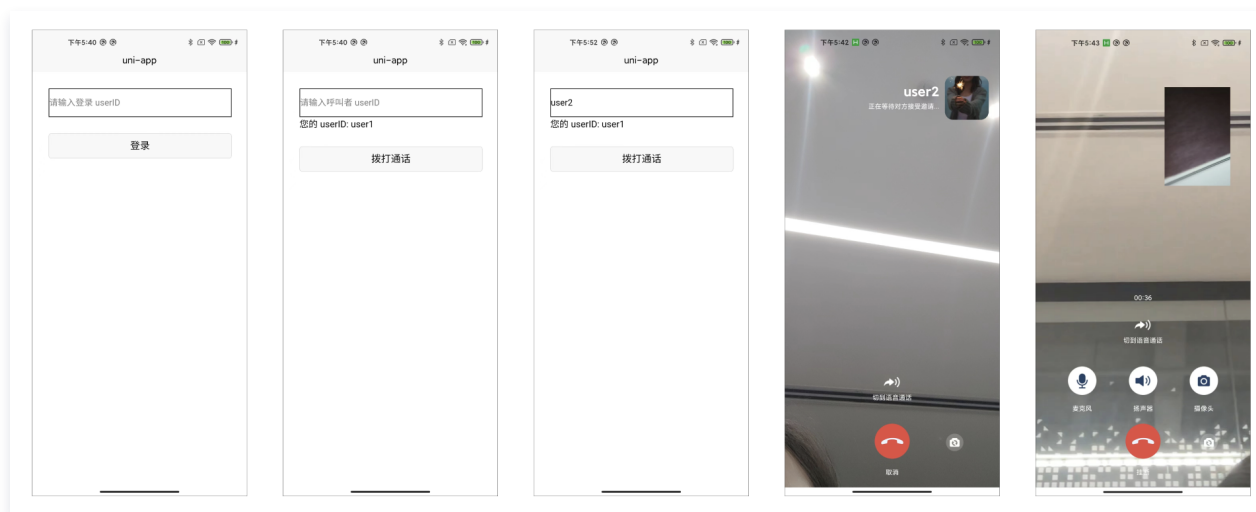 下午5:40
uni-app
请输入登录 userID
登录
下午5:40
uni-app
请输入呼叫者 userID
您的 userID: user1
拨打通话
下午5:52
uni-app
user2
您的 userID: user1
拨打通话
下午5:42
user2
正在等待对方接受邀请...
切到语音通话
取消
下午5:43
00:36
切到语音通话
麦克风
扬声器
摄像头